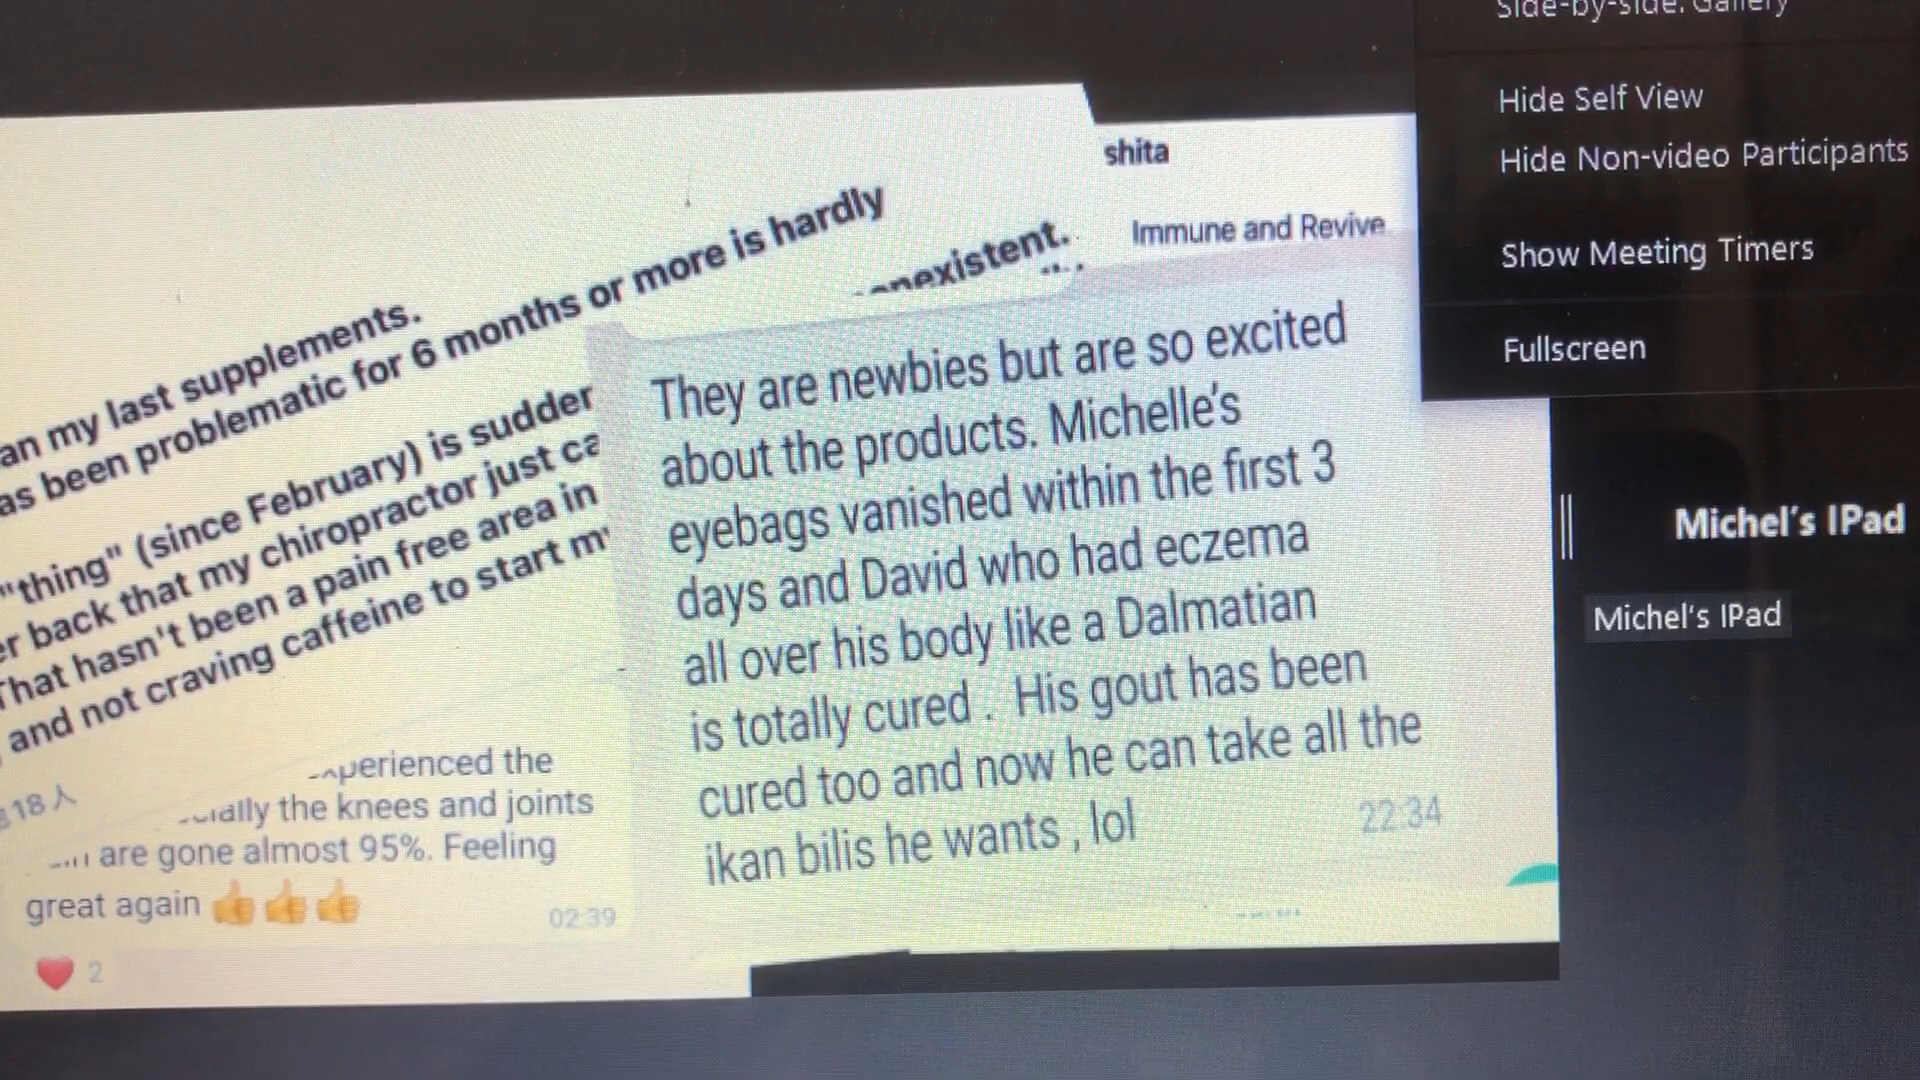 Side-by-side: Gallery
Hide Self View
Hide Non-video Participants
Show Meeting Timers
Fullscreen
Michel's IPad
Michel's IPad
shita
Immune and Revive
an my last supplements.
as been problematic for 6 months or more is hardly
"thing" (since February) is sudder
er back that my chiropractor just ca
That hasn't been a pain free area in
and not craving caffeine to start m
18人
the
the knees and joints
are gone almost 95%. Feeling
great again 👍👍👍
02:39
❤️ 2
They are newbies but are so excited
about the products. Michelle's
eyebags vanished within the first 3
days and David who had eczema
all over his body like a Dalmatian
is totally cured . His gout has been
cured too and now he can take all the
ikan bilis he wants , lol
22:34